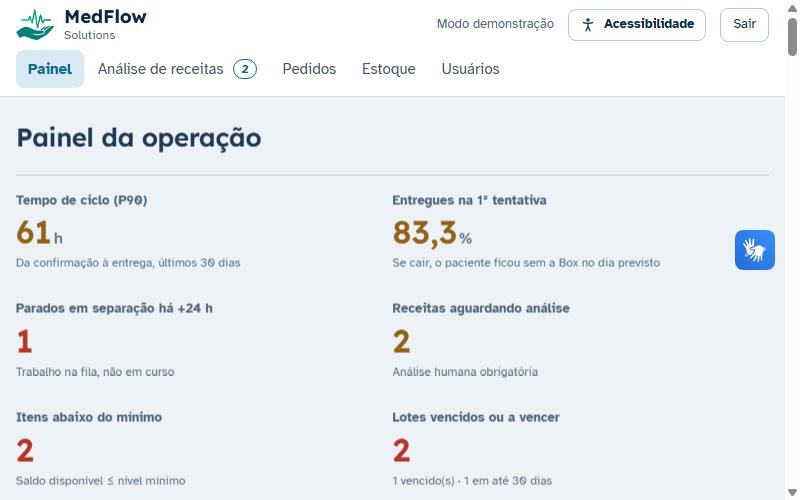 MedFlow
Solutions
Modo demonstração
Acessibilidade
Sair
Painel
Análise de receitas 2
Pedidos
Estoque
Usuários
Painel da operação
Tempo de ciclo (P90)
61 h
Da confirmação à entrega, últimos 30 dias
Entregues na 1ª tentativa
83,3 %
Se cair, o paciente ficou sem a Box no dia previsto
Parados em separação há +24 h
1
Trabalho na fila, não em curso
Receitas aguardando análise
2
Análise humana obrigatória
Itens abaixo do mínimo
2
Saldo disponível ≤ nível mínimo
Lotes vencidos ou a vencer
2
1 vencido(s) · 1 em até 30 dias